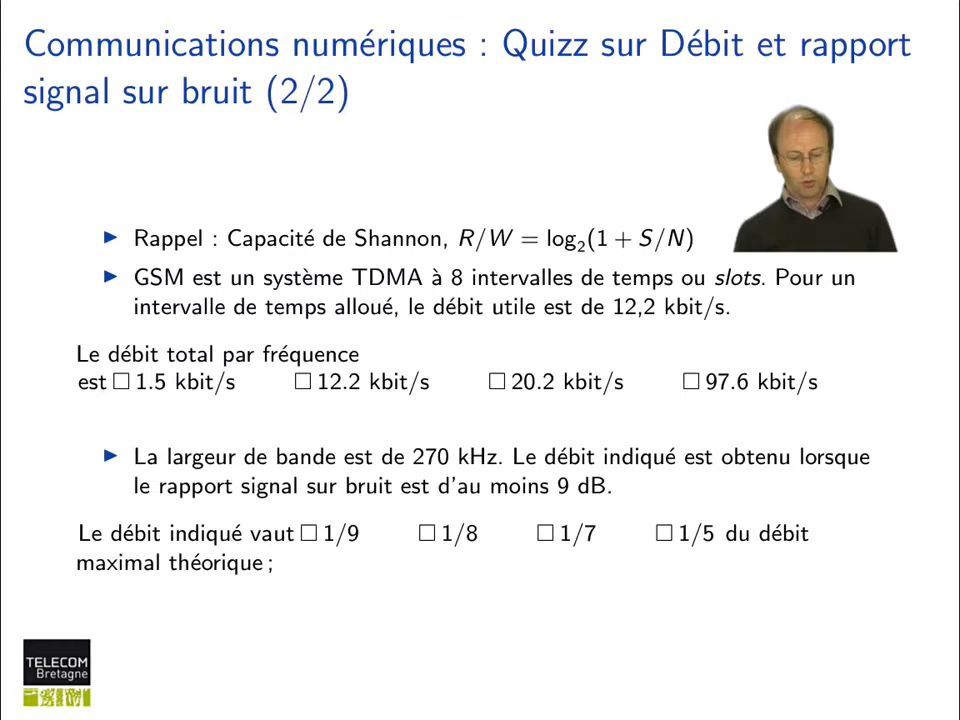 Communications numériques : Quizz sur Débit et rapport
signal sur bruit (2/2)
Rappel : Capacité de Shannon, R/W = log₂(1 + S/N)
GSM est un système TDMA à 8 intervalles de temps ou slots. Pour un
intervalle de temps alloué, le débit utile est de 12,2 kbit/s.
Le débit total par fréquence
est □ 1.5 kbit/s □ 12.2 kbit/s □ 20.2 kbit/s □ 97.6 kbit/s
La largeur de bande est de 270 kHz. Le débit indiqué est obtenu lorsque
le rapport signal sur bruit est d'au moins 9 dB.
Le débit indiqué vaut □ 1/9 □ 1/8 □ 1/7 □ 1/5 du débit
maximal théorique ;
TELECOM
Bretagne